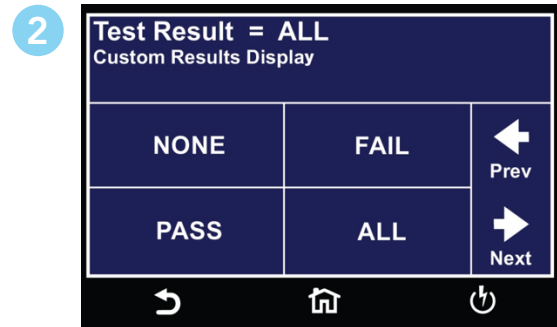 2
Test Result = ALL
Custom Results Display
NONE
FAIL
Prev
PASS
ALL
Next